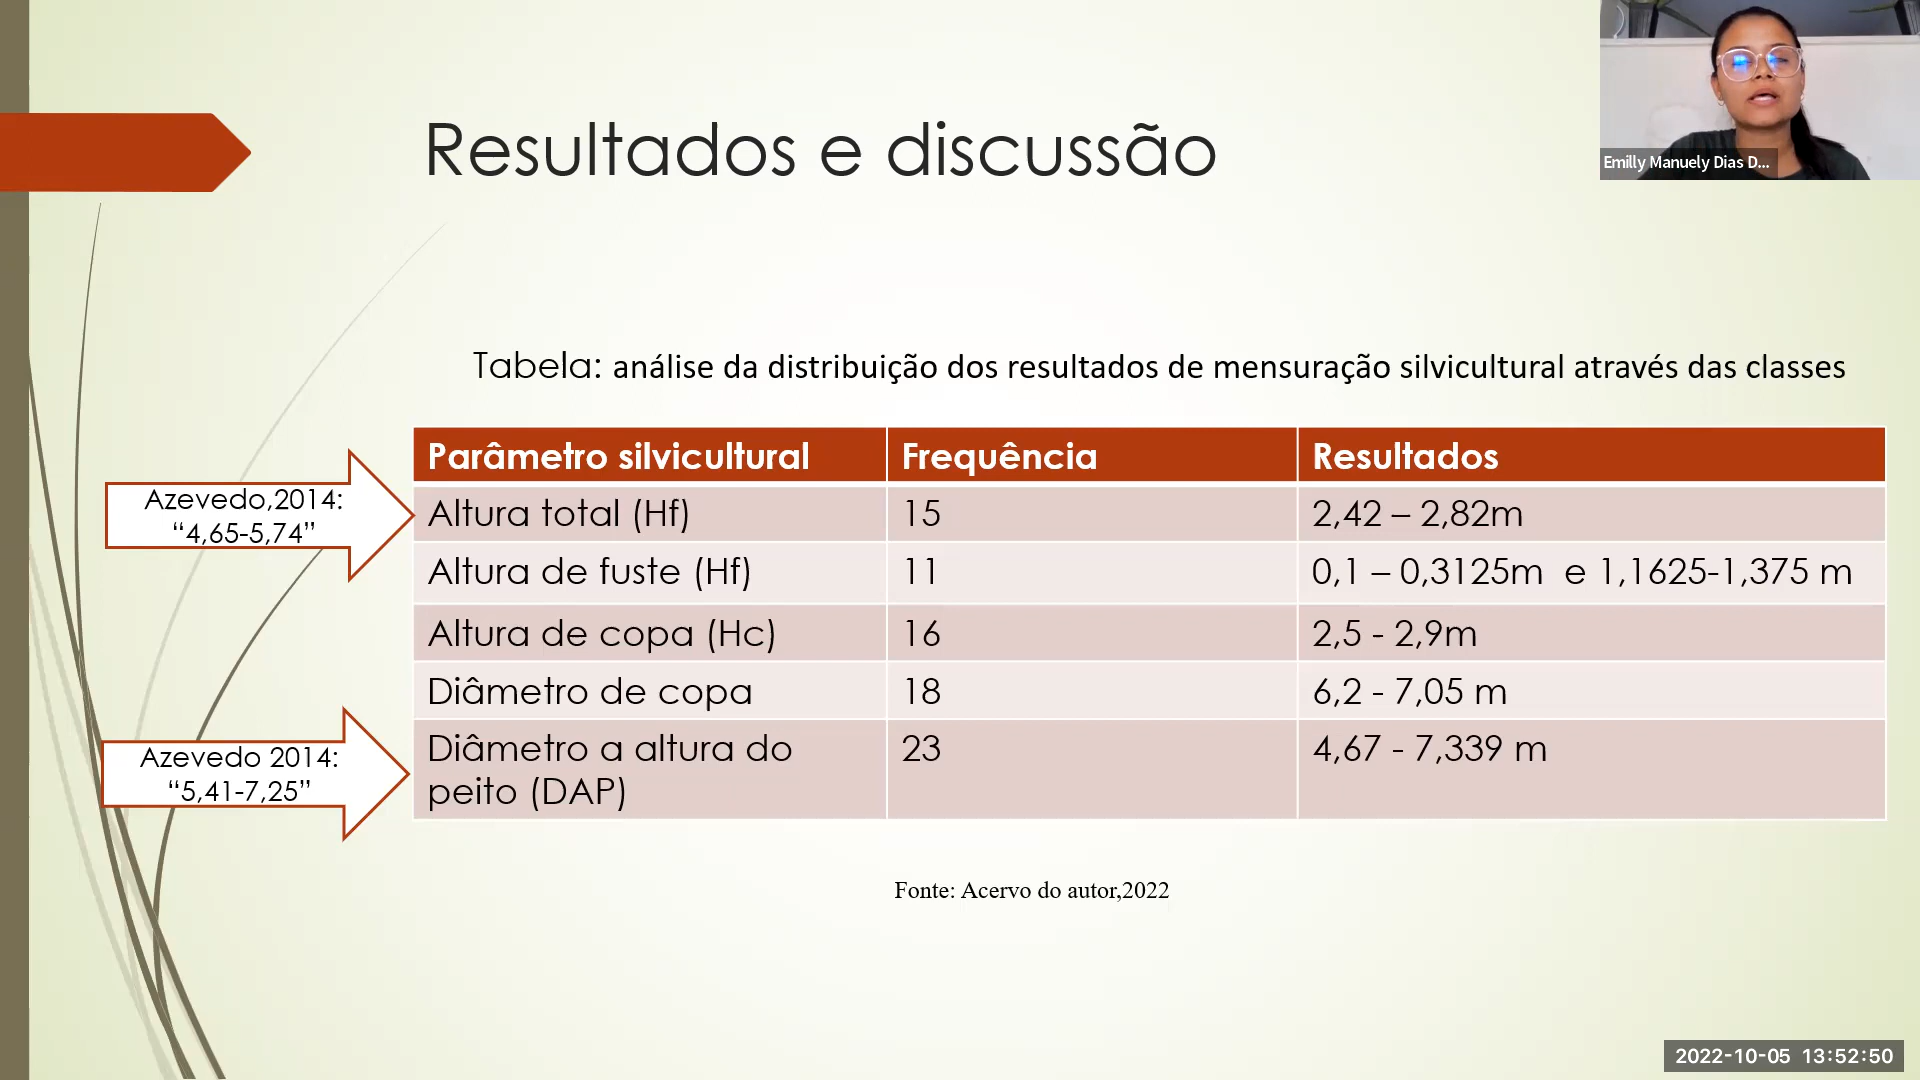 Resultados e discussão
Emilly Manuely Dias D...
Tabela: análise da distribuição dos resultados de mensuração silvicultural através das classes
Parâmetro silvicultural Frequência Resultados
Azevedo,2014:
“4,65-5,74”
Altura total (Hf) 15 2,42 – 2,82m
Altura de fuste (Hf) 11 0,1 – 0,3125m e 1,1625-1,375 m
Altura de copa (Hc) 16 2,5 - 2,9m
Diâmetro de copa 18 6,2 - 7,05 m
Azevedo 2014:
“5,41-7,25”
Diâmetro a altura do 23 4,67 - 7,339 m
peito (DAP)
Fonte: Acervo do autor,2022
2022-10-05 13:52:50